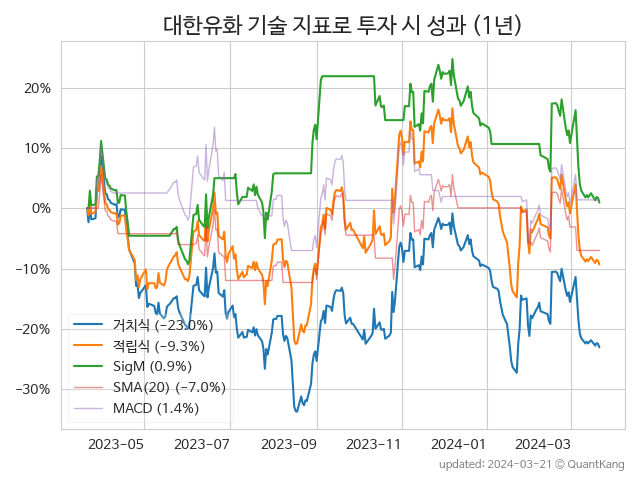 대한유화 기술 지표로 투자 시 성과 (1년)
20%
10%
0%
−10%
−20%
−30%
거치식 (−23.0%)
적립식 (−9.3%)
SigM (0.9%)
SMA(20) (−7.0%)
MACD (1.4%)
2023-05
2023-07
2023-09
2023-11
2024-01
2024-03
updated: 2024-03-21 © QuantKang